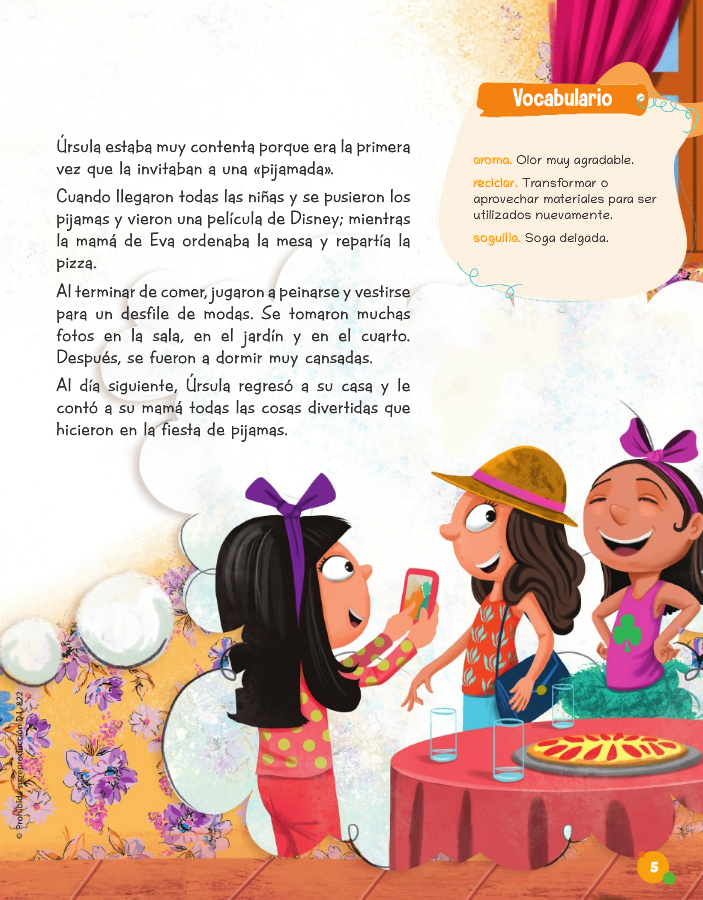 Úrsula estaba muy contenta porque era la primera
vez que la invitaban a una «pijamada».
Cuando llegaron todas las niñas y se pusieron los
pijamas y vieron una película de Disney; mientras
la mamá de Eva ordenaba la mesa y repartía la
pizza.
Al terminar de comer, jugaron a peinarse y vestirse
para un desfile de modas. Se tomaron muchas
fotos en la sala, en el jardín y en el cuarto.
Después, se fueron a dormir muy cansadas.
Al día siguiente, Úrsula regresó a su casa y le
contó a su mamá todas las cosas divertidas que
hicieron en la fiesta de pijamas.
Vocabulario
aroma. Olor muy agradable.
reciclar. Transformar o
aprovechar materiales para ser
utilizados nuevamente.
soguilla. Soga delgada.
© Prohibida su reproducción D.L. 822
5